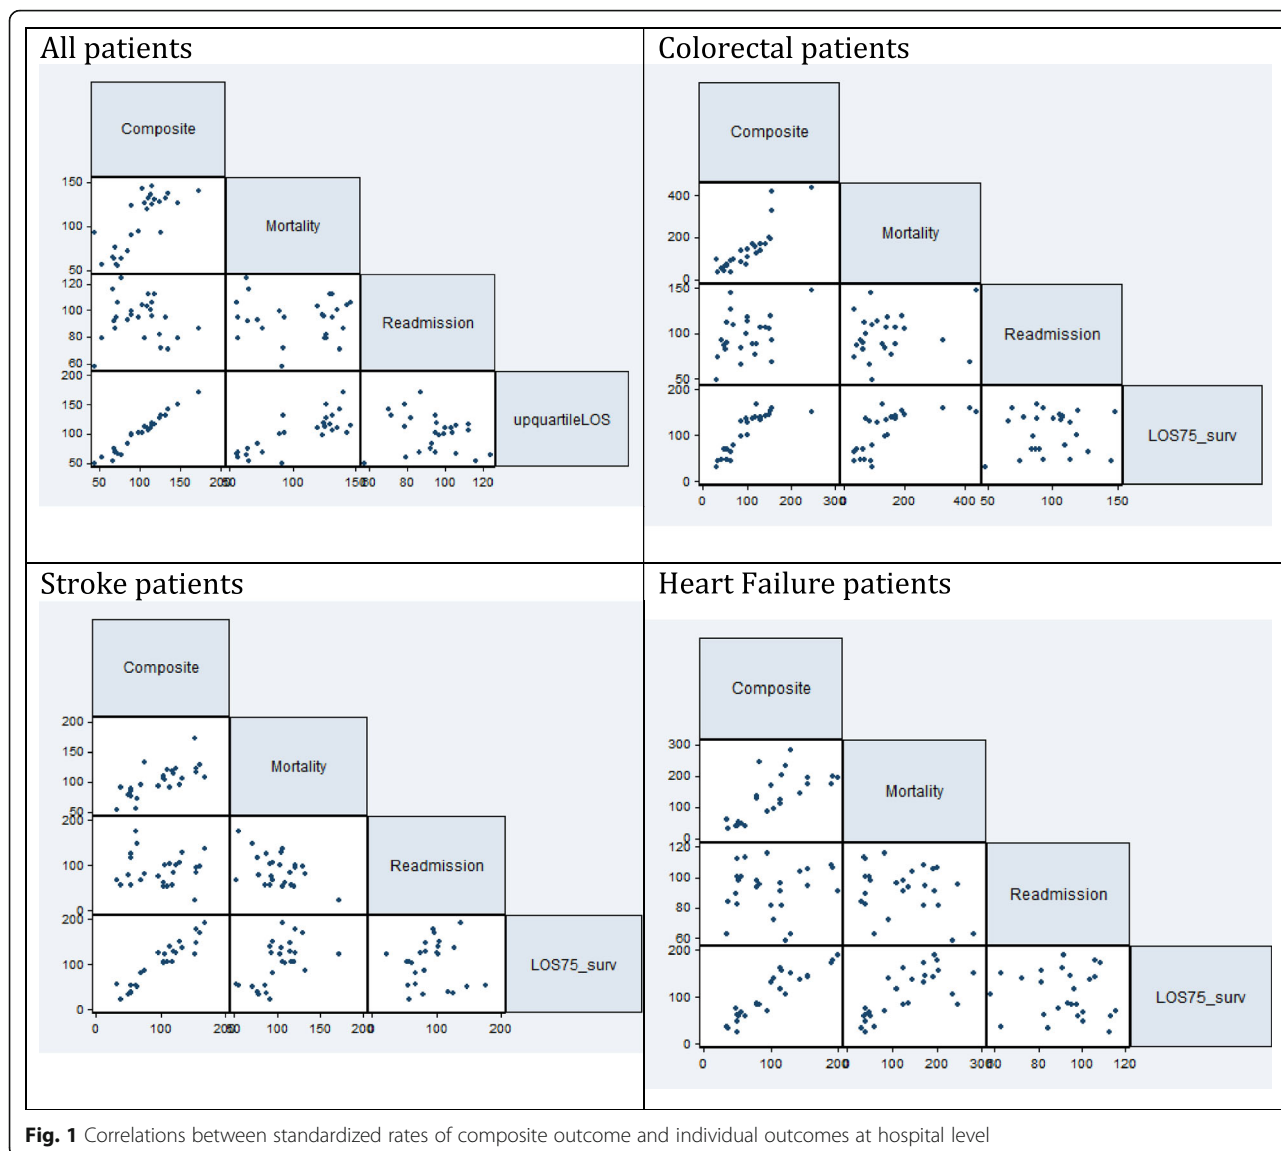 All patients
Composite
150
100
50
Mortality
120
100
80
60
Readmission
200
150
100
50
upquartileLOS
50 100 150 200 50 100 150 60 80 100 120
Colorectal patients
Composite
400
200
0
Mortality
150
100
50
Readmission
200
100
0
LOS75_surv
0 100 200 300 0 200 400 50 100 150
Stroke patients
Composite
200
150
100
50
Mortality
200
100
0
Readmission
200
100
0
LOS75_surv
0 100 200 50 100 150 200 0 100 200
Heart Failure patients
Composite
300
200
100
0
Mortality
120
100
80
60
Readmission
200
100
0
LOS75_surv
0 100 200 0 100 200 300 60 80 100 120
Fig. 1 Correlations between standardized rates of composite outcome and individual outcomes at hospital level